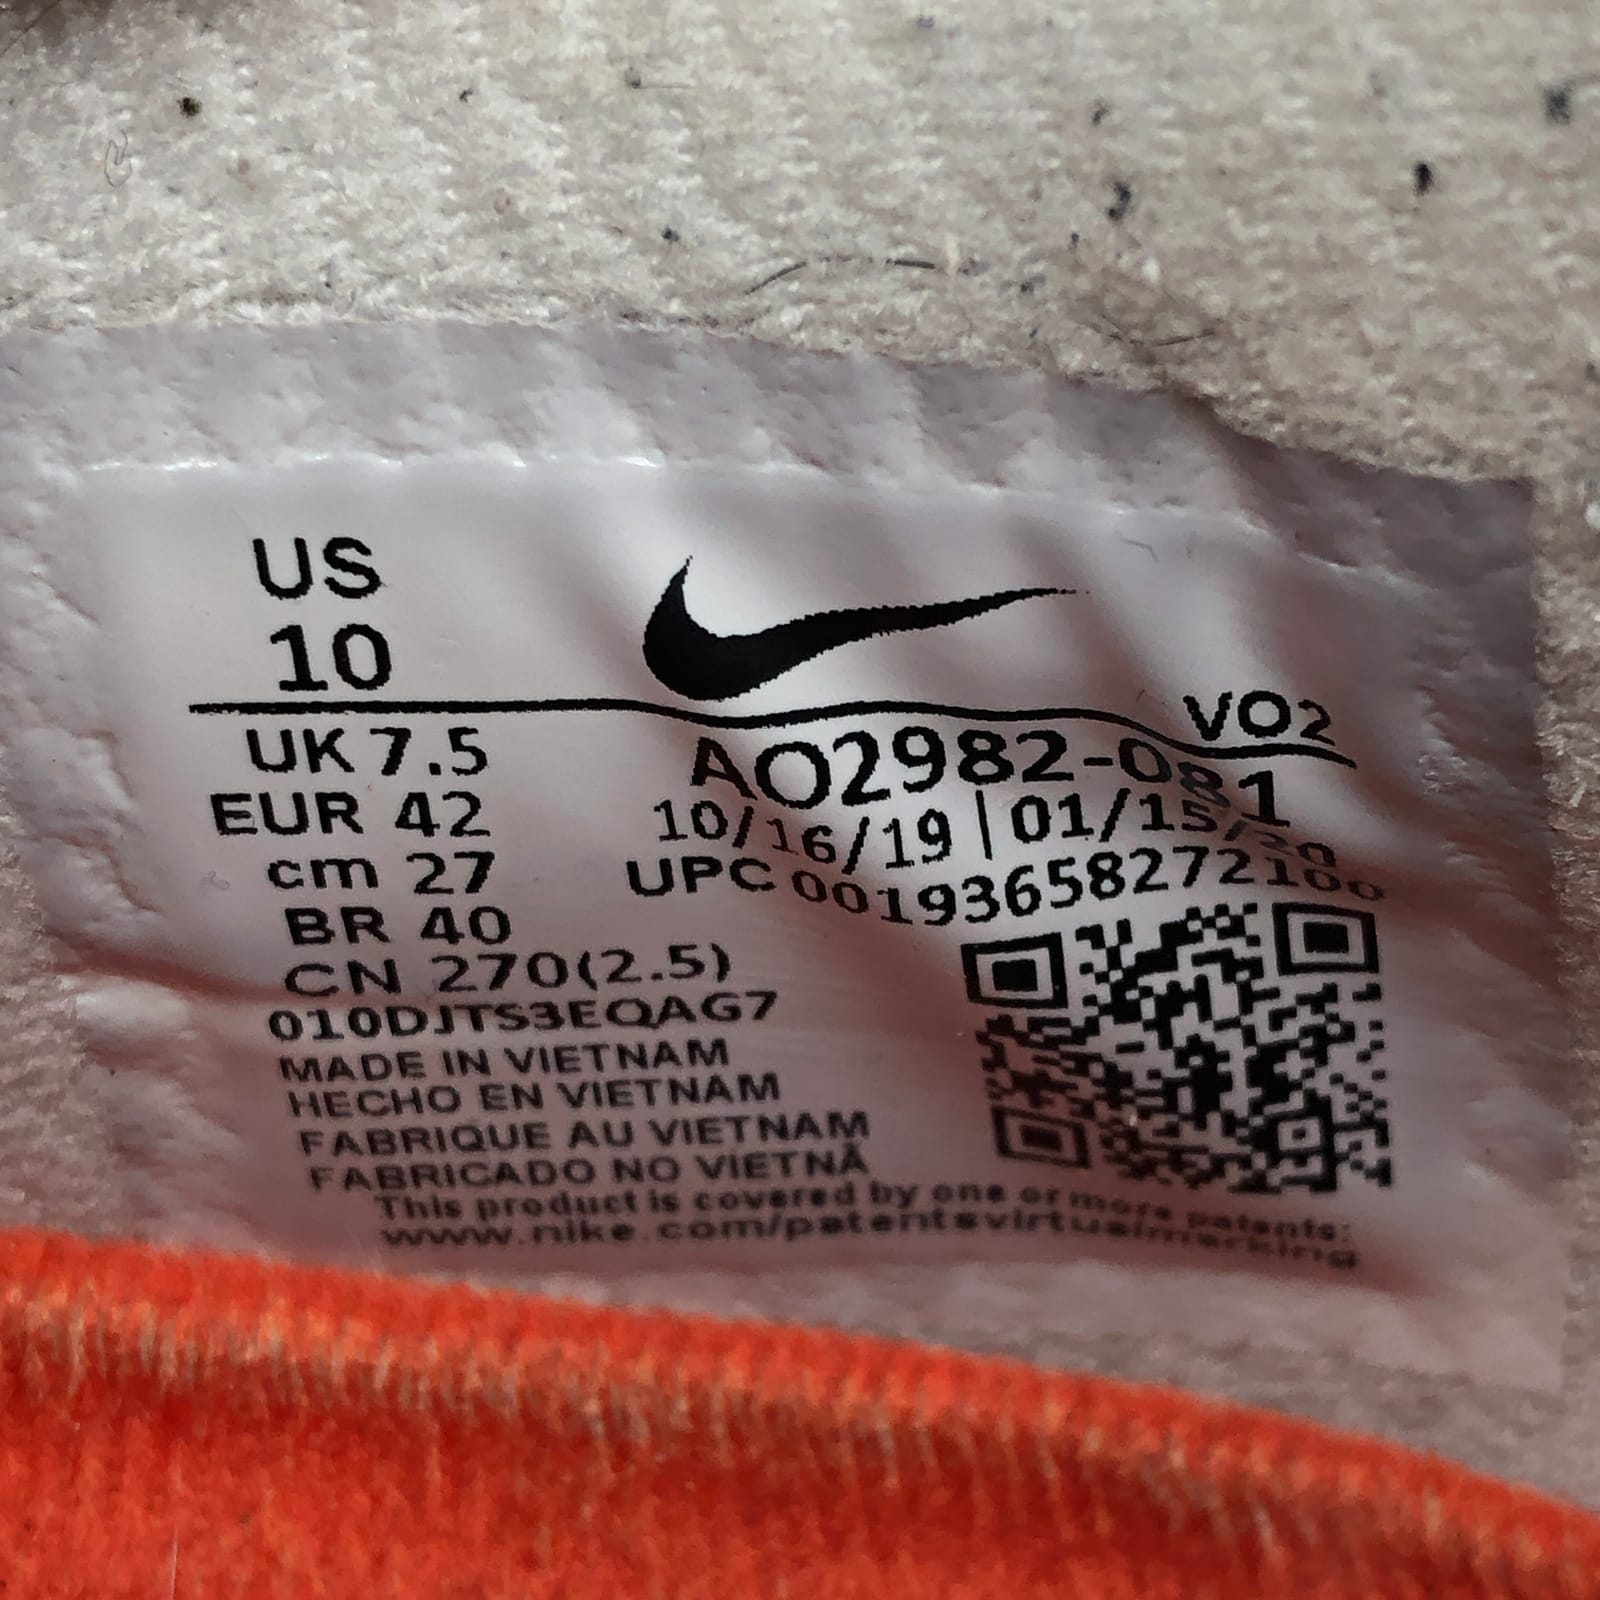 US
10
UK 7.5
EUR 42
cm 27
BR 40
CN 270(2.5)
010DJTS3EQAG7
MADE IN VIETNAM
HECHO EN VIETNAM
FABRIQUE AU VIETNAM
FABRICADO NO VIETNÃ
This product is covered by one or more patents:
www.nike.com/patentsvirtualmarking
VO2
AO2982-081
10/16/19 | 01/15/20
UPC 00193658272100